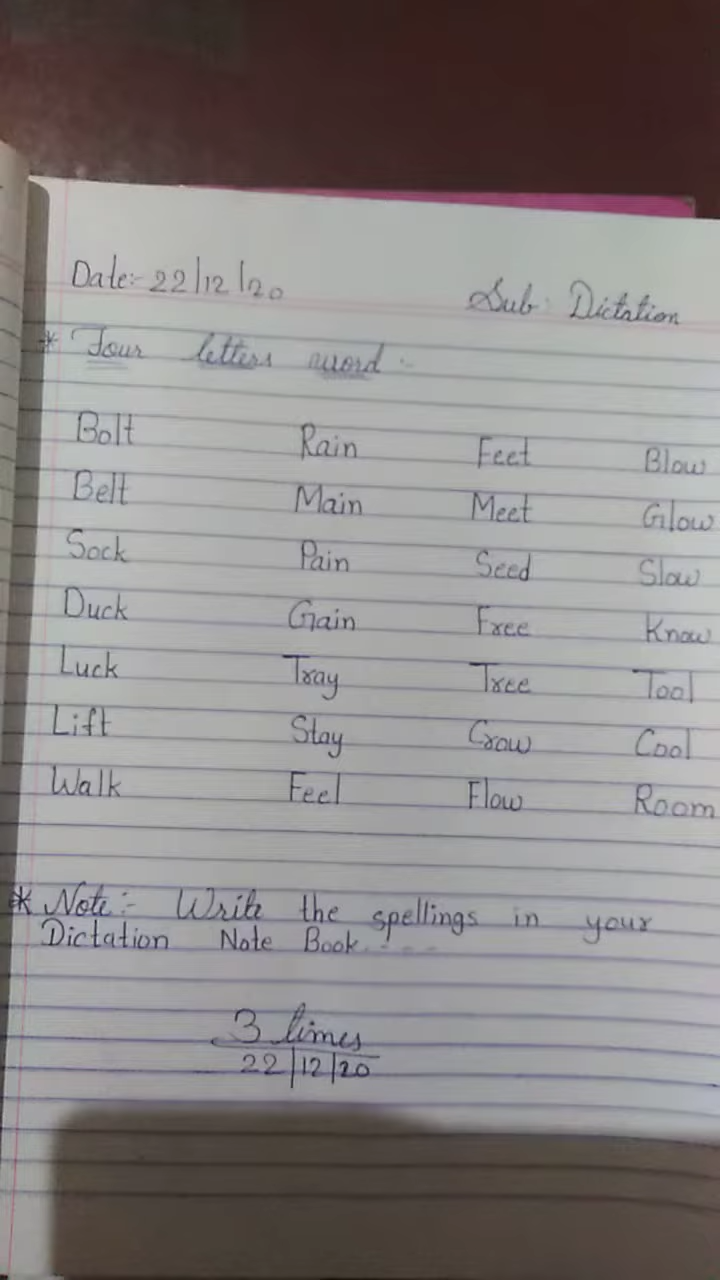 Date:- 22/12/20 Sub: Dictation
* Four letters word :-
Bolt Rain Feet Blow
Belt Main Meet Glow
Sock Pain Seed Slow
Duck Gain Free Know
Luck Tray Tree Tool
Lift Stay Crow Cool
Walk Feel Flow Room
* Note:- Write the spellings in your
Dictation Note Book....
3 times
22/12/20